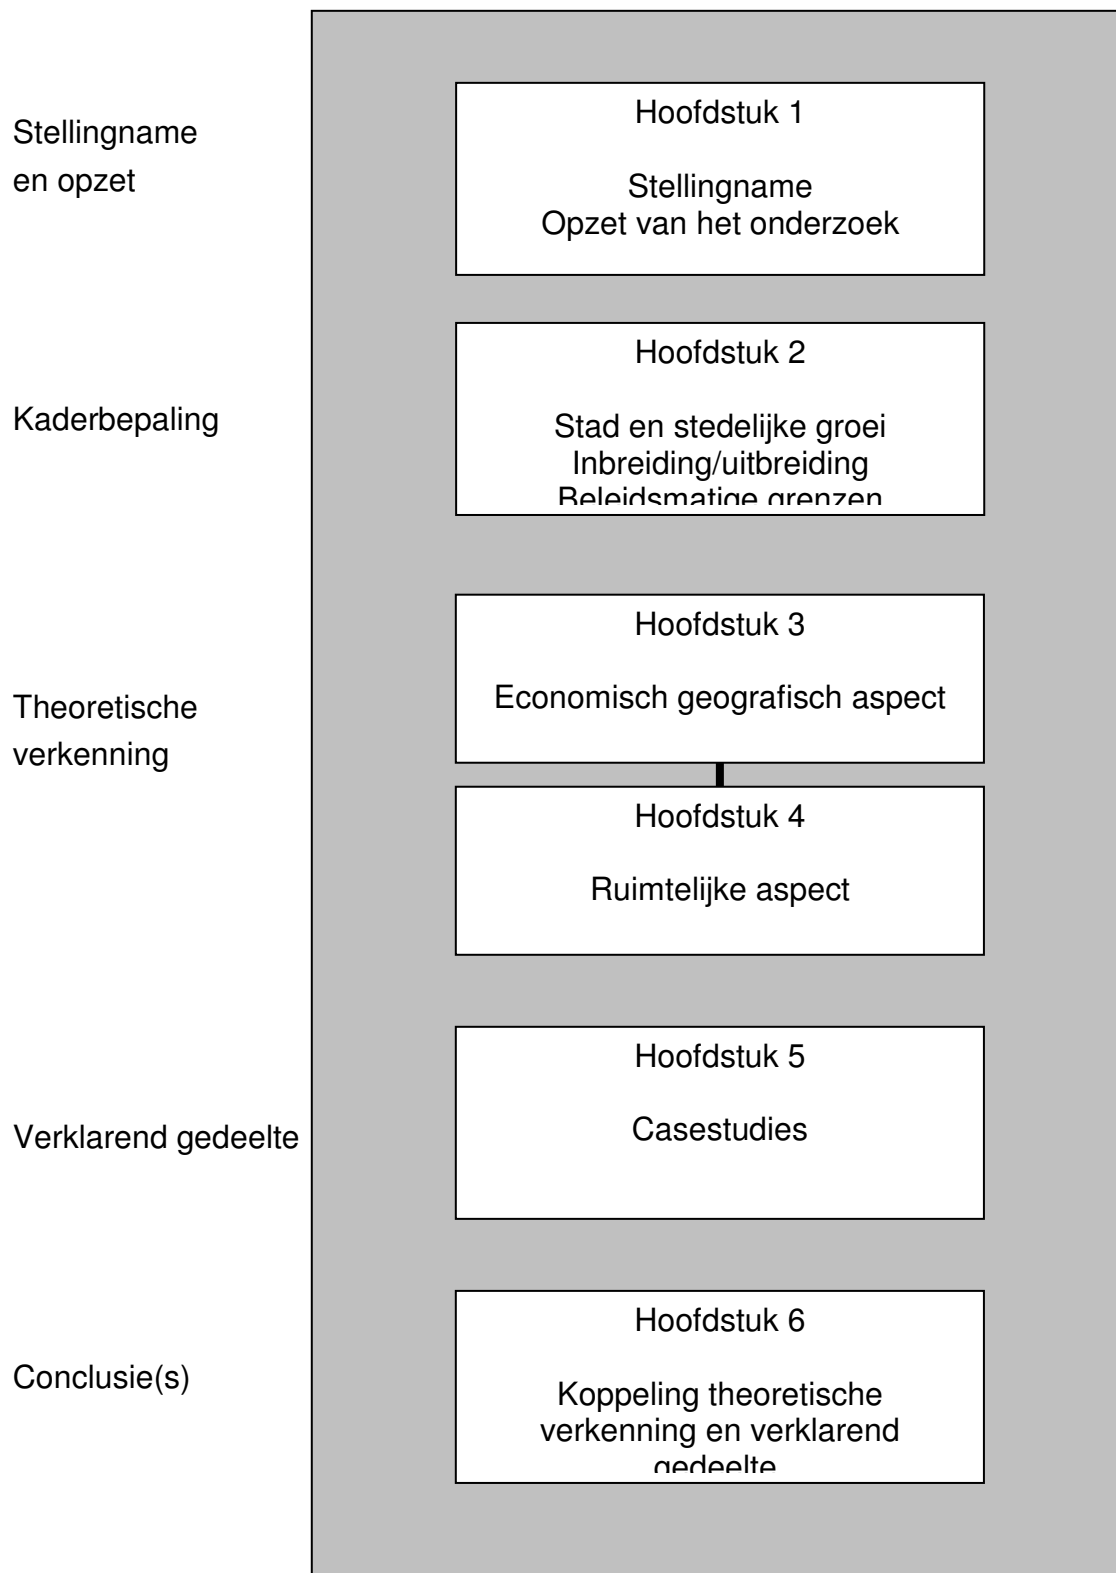 Stellingname
en opzet
Hoofdstuk 1
Stellingname
Opzet van het onderzoek
Kaderbepaling
Hoofdstuk 2
Stad en stedelijke groei
Inbreiding/uitbreiding
Beleidsmatige grenzen
Theoretische
verkenning
Hoofdstuk 3
Economisch geografisch aspect
Hoofdstuk 4
Ruimtelijke aspect
Verklarend gedeelte
Hoofdstuk 5
Casestudies
Conclusie(s)
Hoofdstuk 6
Koppeling theoretische
verkenning en verklarend
gedeelte